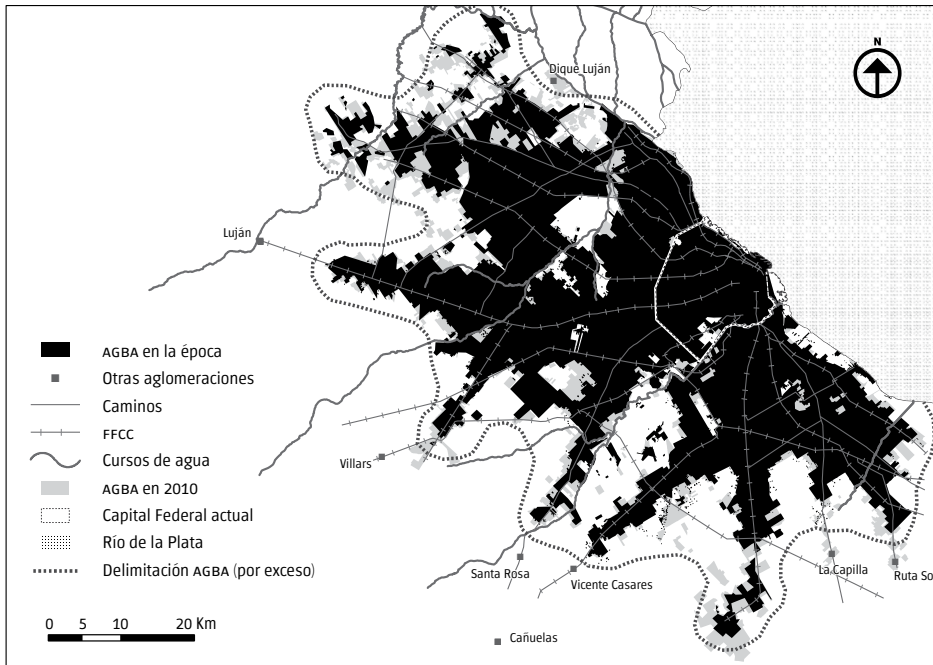 N
Dique Luján
Luján
AGBA en la época
Otras aglomeraciones
Caminos
FFCC
Cursos de agua
AGBA en 2010
Capital Federal actual
Río de la Plata
Delimitación AGBA (por exceso)
Villars
Santa Rosa
Vicente Casares
La Capilla
Ruta So
Cañuelas
0 5 10 20 Km